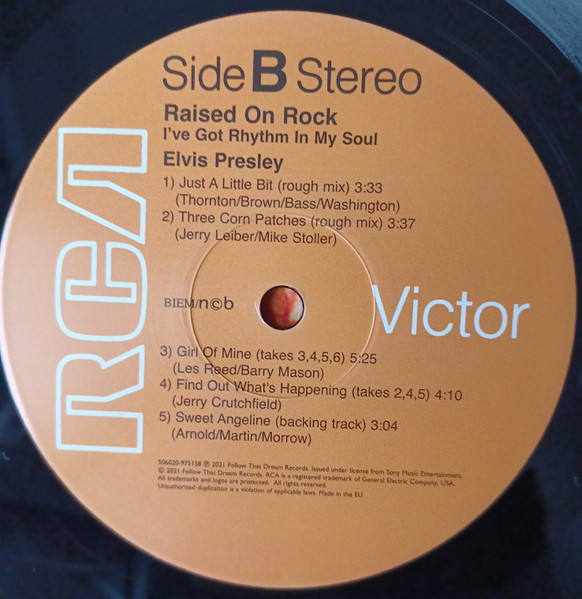 Side B Stereo
Raised On Rock
I've Got Rhythm In My Soul
Elvis Presley
1) Just A Little Bit (rough mix) 3:33
(Thornton/Brown/Bass/Washington)
2) Three Corn Patches (rough mix) 3:37
(Jerry Leiber/Mike Stoller)
RCA
BIEM/n©b
Victor
3) Girl Of Mine (takes 3,4,5,6) 5:25
(Les Reed/Barry Mason)
4) Find Out What's Happening (takes 2,4,5) 4:10
(Jerry Crutchfield)
5) Sweet Angeline (backing track) 3:04
(Arnold/Martin/Morrow)
506020-975158 ℗ 2021 Follow That Dream Records. Issued under license from Sony Music Entertainment.
© 2021 Follow That Dream Records. RCA is a registered trademark of General Electric Company, USA.
All trademarks and logos are protected. All rights reserved.
Unauthorised duplication is a violation of applicable laws. Made in the EU